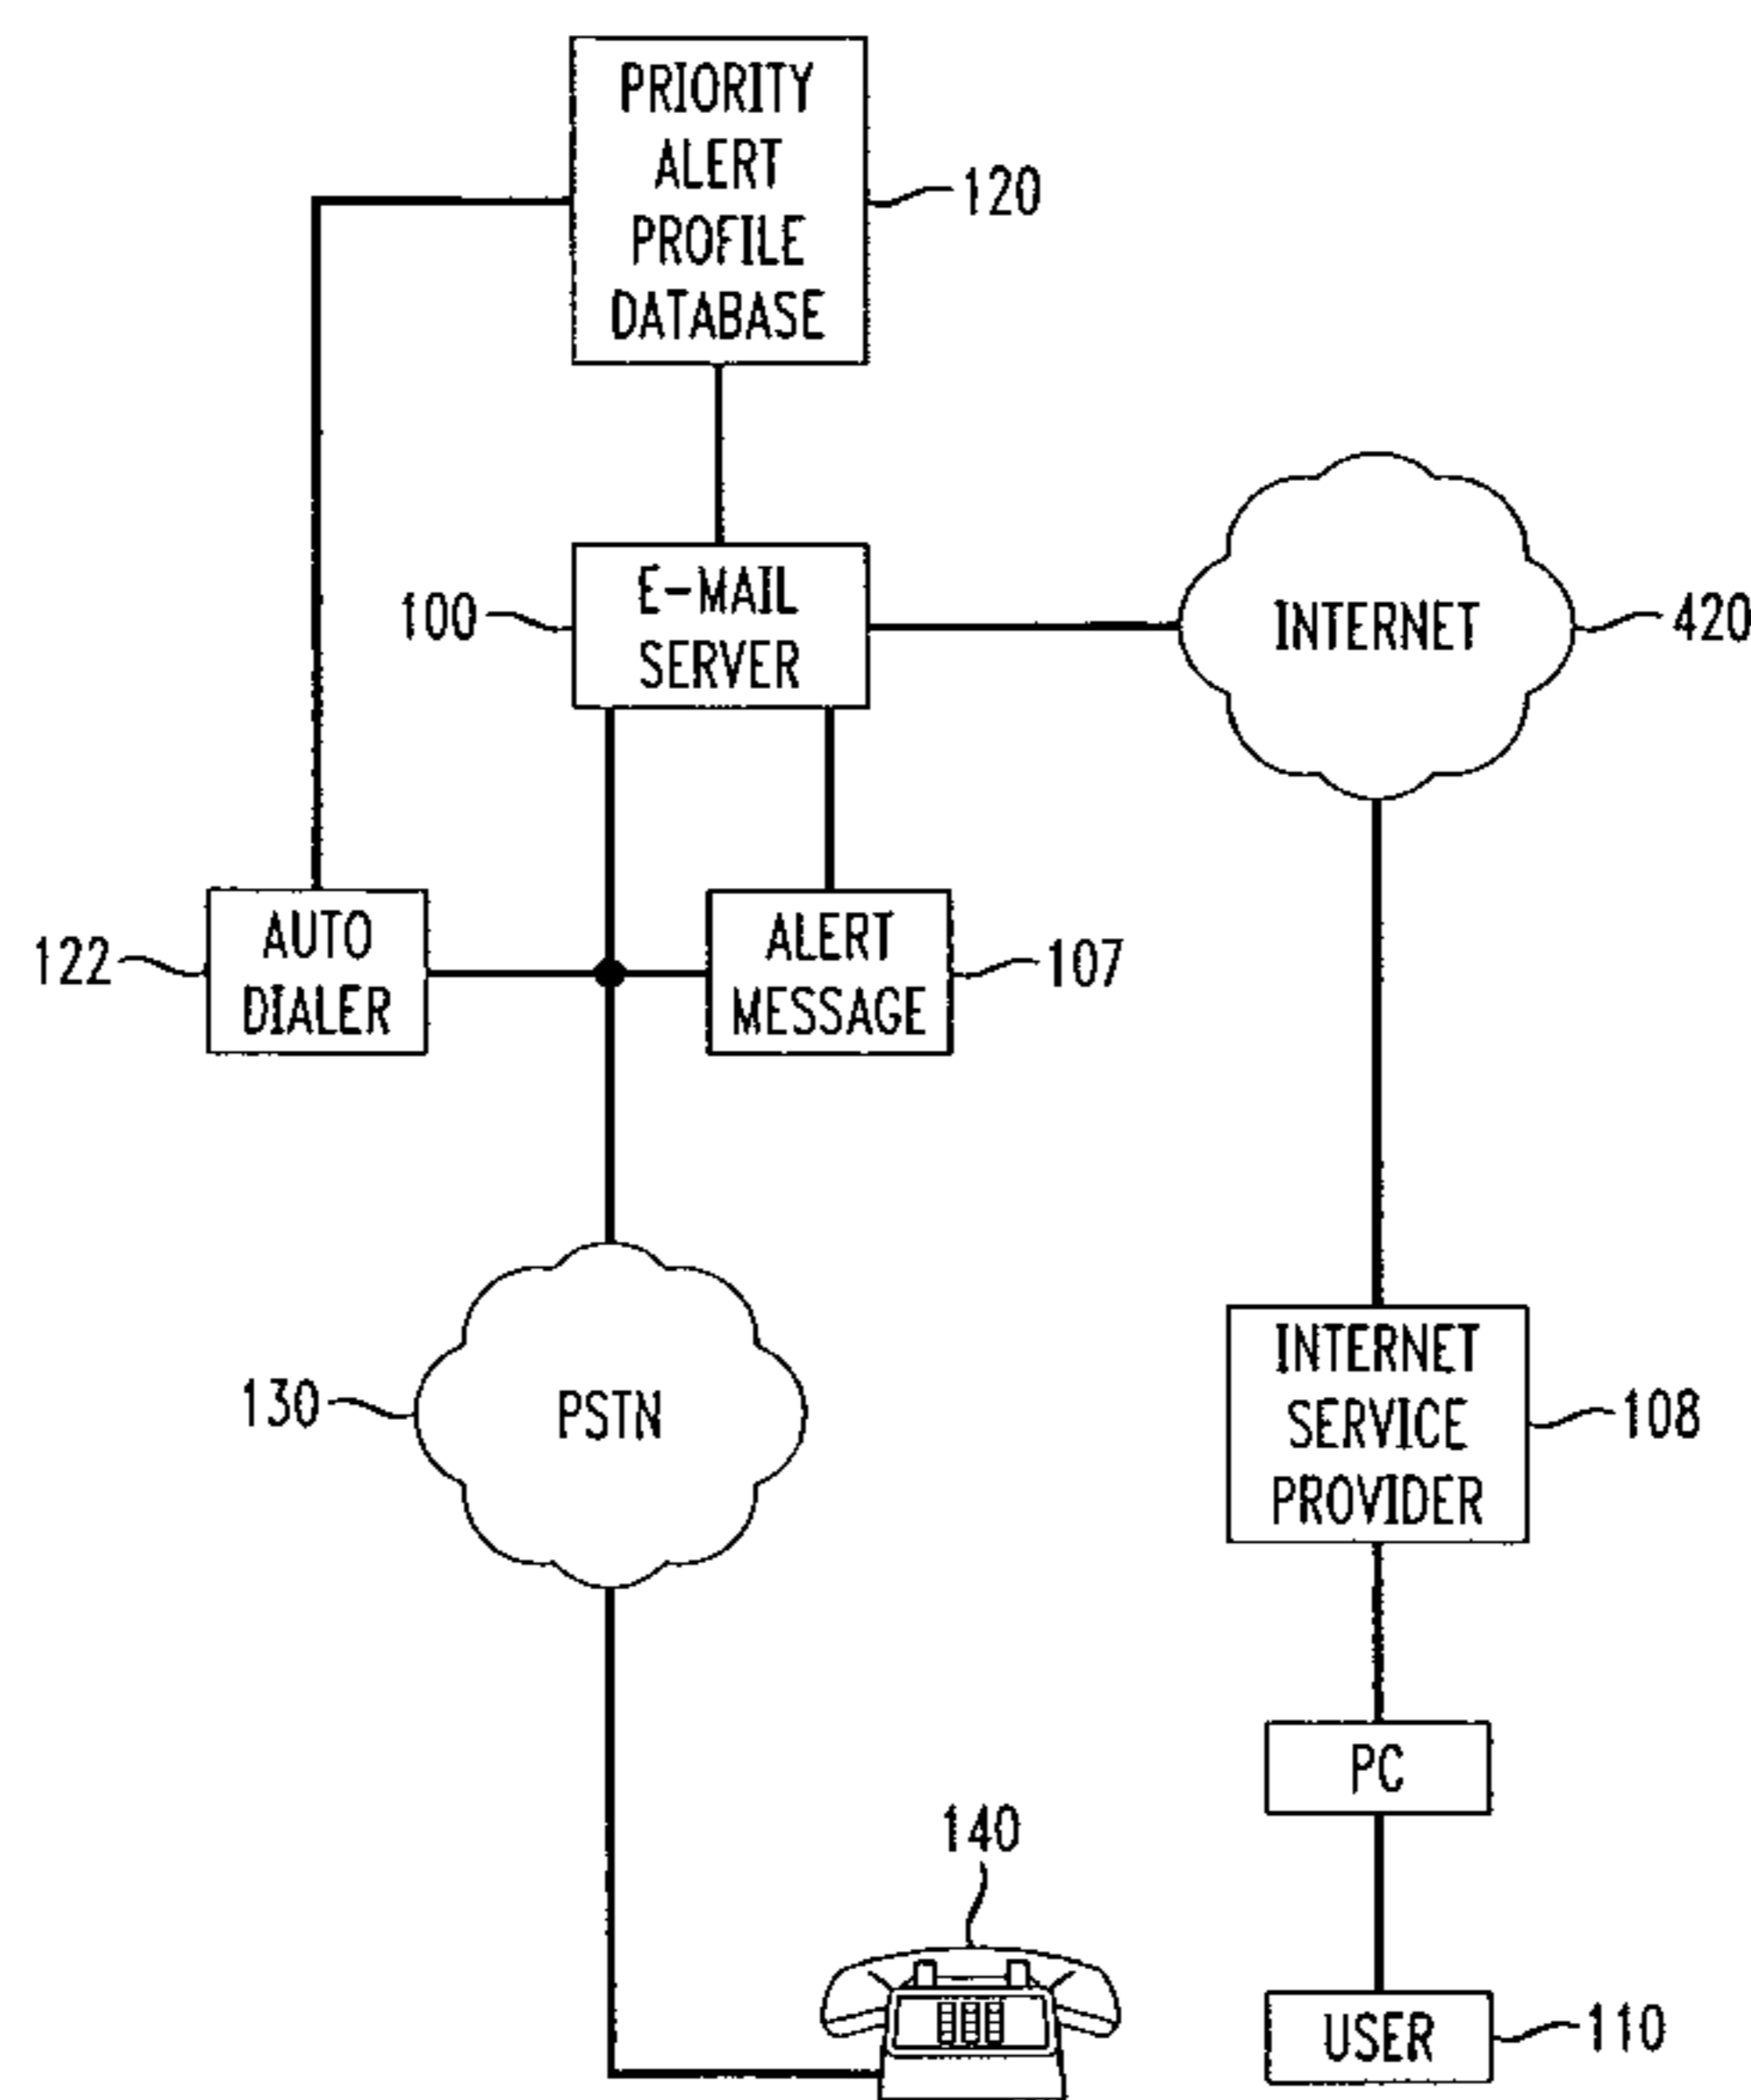 PRIORITY
ALERT
PROFILE
DATABASE
120
100
E-MAIL
SERVER
INTERNET
420
122
AUTO
DIALER
ALERT
MESSAGE
107
130
PSTN
INTERNET
SERVICE
PROVIDER
108
PC
140
USER
110